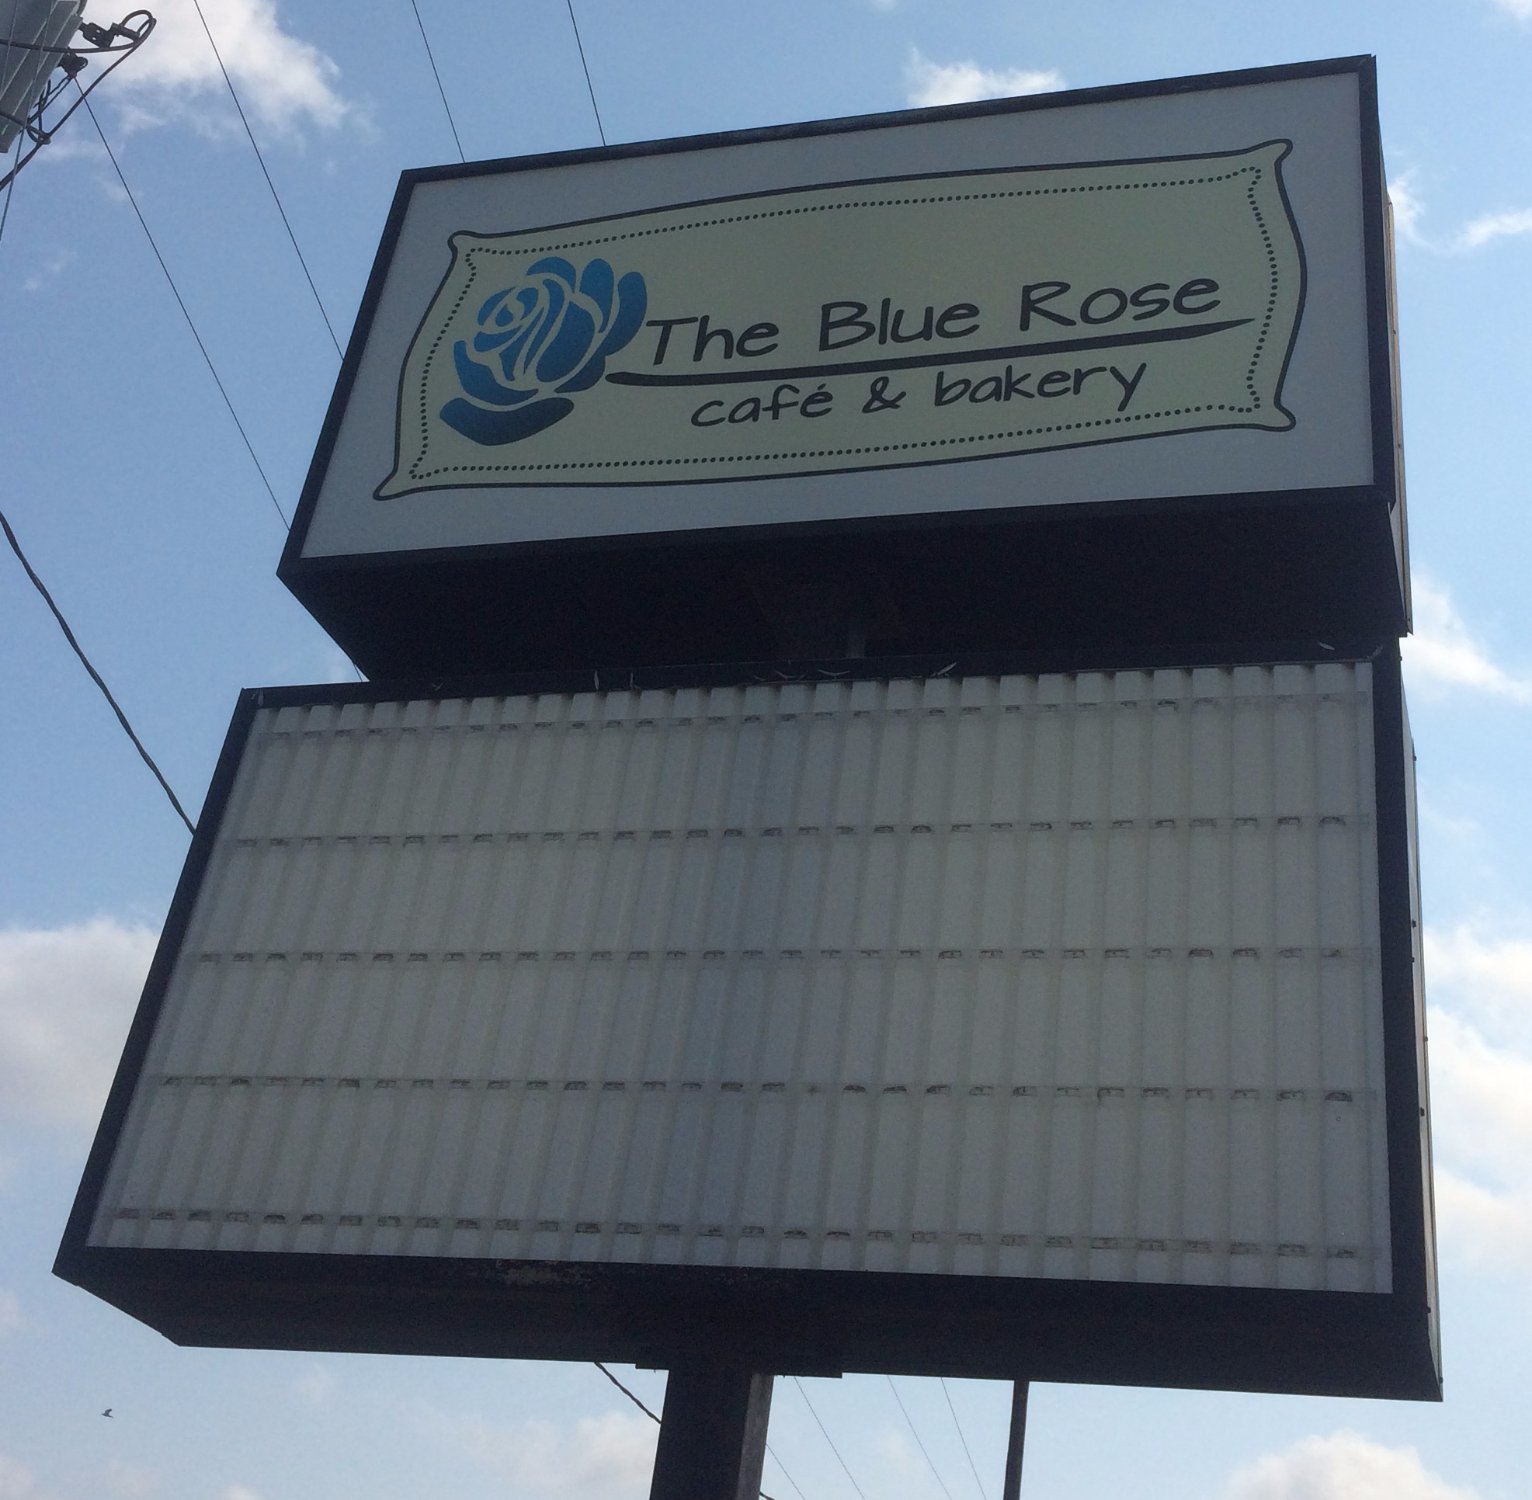 The Blue Rose
café & bakery